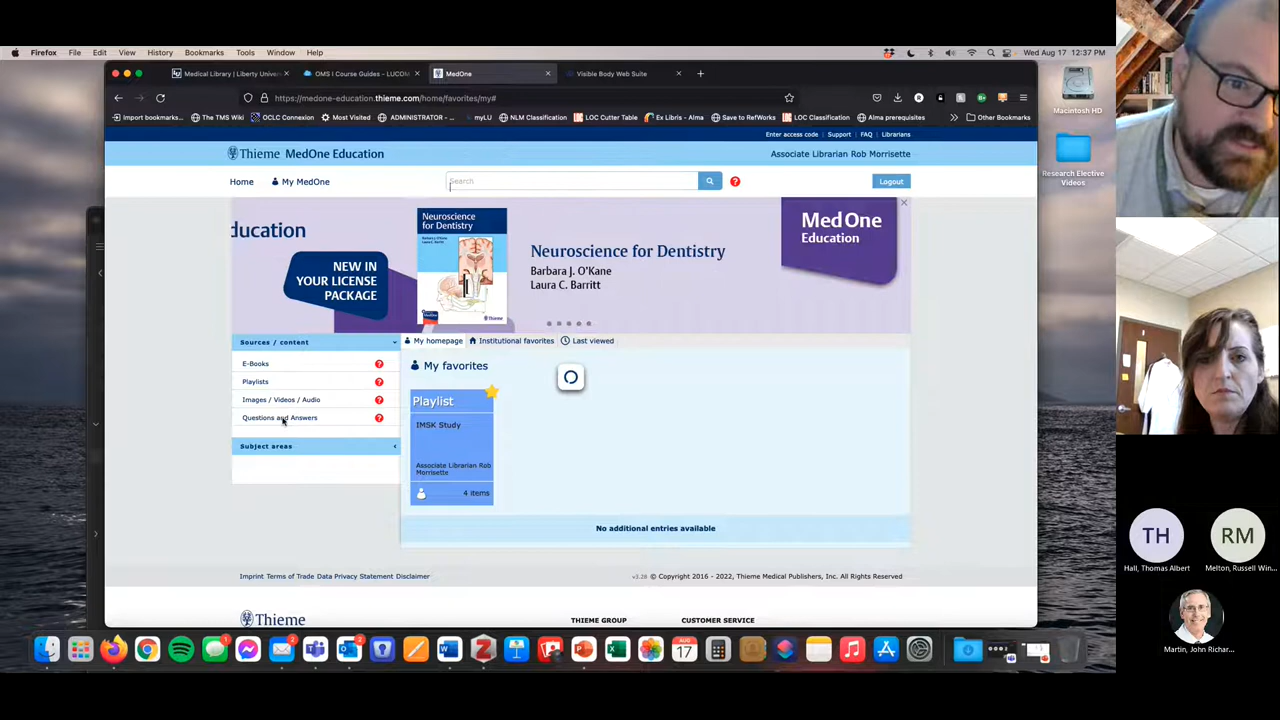 Firefox File Edit View History Bookmarks Tools Window Help
Wed Aug 17 12:37 PM
Medical Library | Liberty Univer
OMS I Course Guides - LUCOM
MedOne
Visible Body Web Suite
https://medone-education.thieme.com/home/favorites/my#
Import bookmarks...
The TMS Wiki
OCLC Connexion
Most Visited
ADMINISTRATOR - ...
myLU
NLM Classification
LOC Cutter Table
Ex Libris - Alma
Save to RefWorks
LOC Classification
Alma prerequisites
Other Bookmarks
Enter access code | Support | FAQ | Librarians
Thieme MedOne Education
Associate Librarian Rob Morrisette
Home
My MedOne
Search
?
Logout
ducation
NEW IN
YOUR LICENSE
PACKAGE
Neuroscience
for Dentistry
Neuroscience for Dentistry
Barbara J. O'Kane
Laura C. Barritt
MedOne
Education
Sources / content
E-Books ?
Playlists ?
Images / Videos / Audio ?
Questions and Answers ?
Subject areas
My homepage
Institutional favorites
Last viewed
My favorites
Playlist
IMSK Study
Associate Librarian Rob
Morrisette
4 items
No additional entries available
Imprint Terms of Trade Data Privacy Statement Disclaimer
v3.28 © Copyright 2016 - 2022, Thieme Medical Publishers, Inc. All Rights Reserved
Thieme
THIEME GROUP
CUSTOMER SERVICE
Macintosh HD
Research Elective
Videos
TH
Hall, Thomas Albert
RM
Melton, Russell Win...
Martin, John Richar...
AUG
17